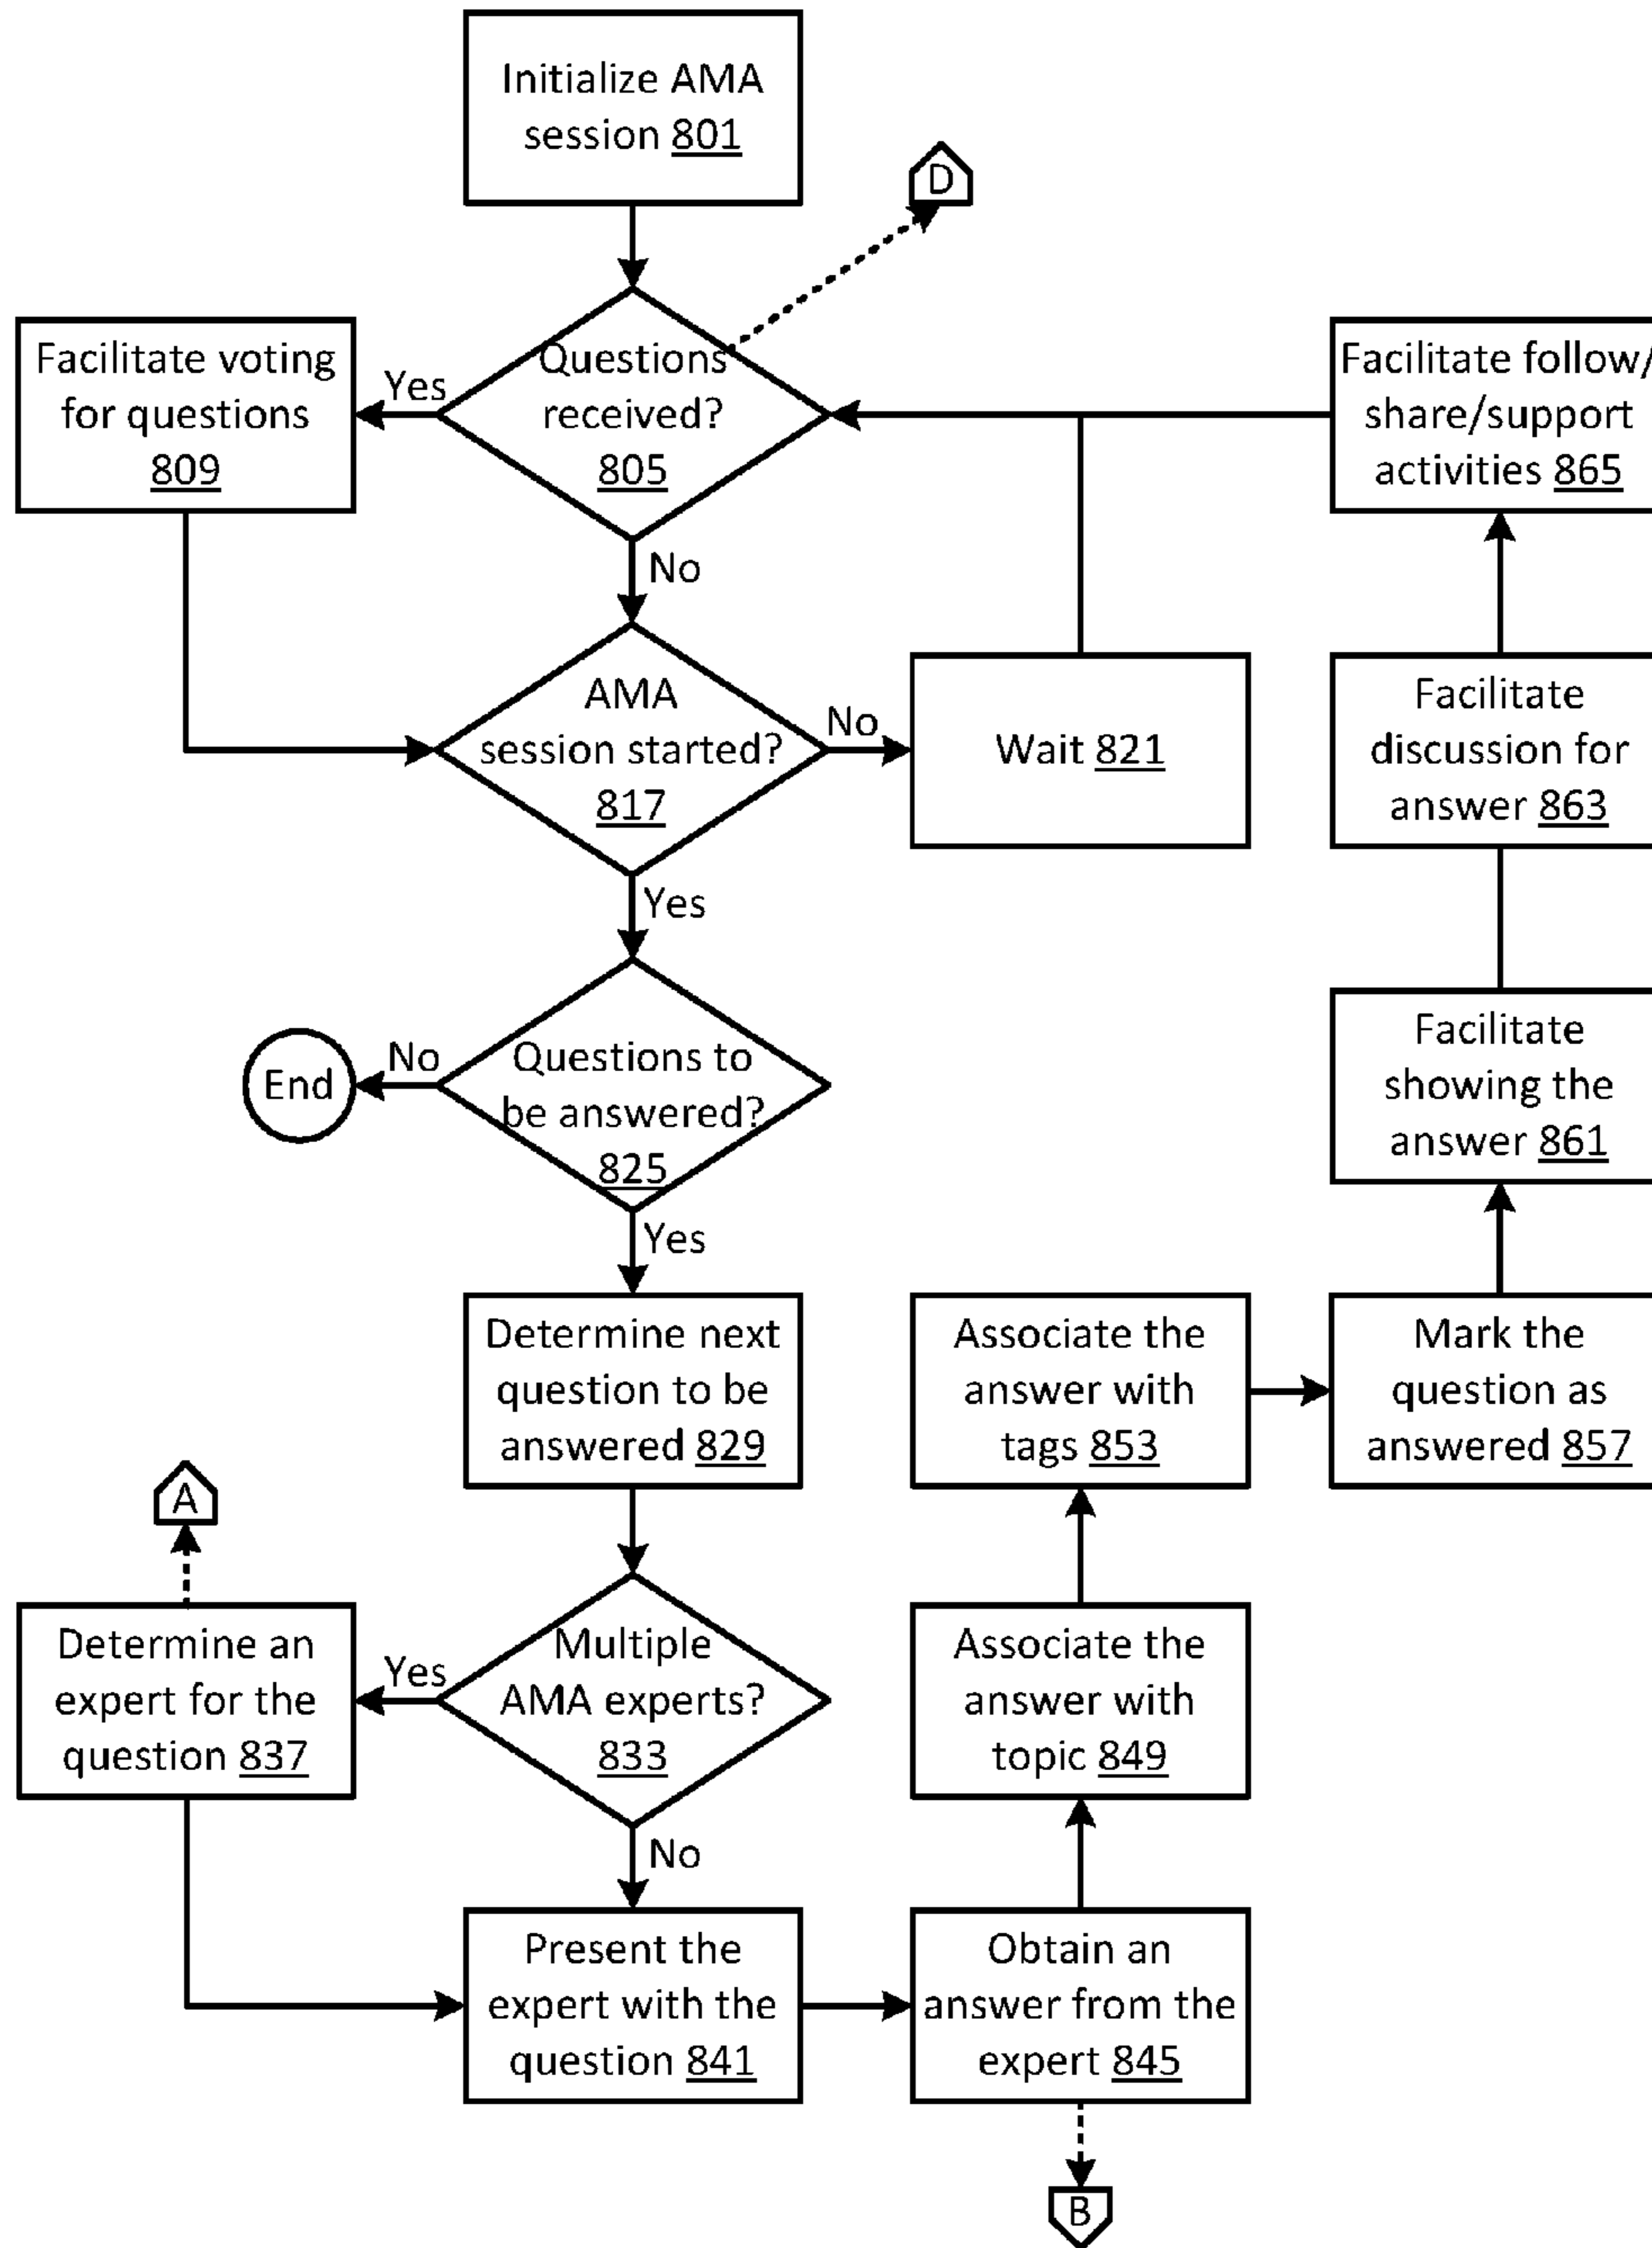 Initialize AMA
session 801
D
Facilitate voting
for questions
809
Yes
Questions
received?
805
Facilitate follow/
share/support
activities 865
No
AMA
session started?
817
No
Wait 821
Facilitate
discussion for
answer 863
Yes
End
No
Questions to
be answered?
825
Facilitate
showing the
answer 861
Yes
Determine next
question to be
answered 829
Associate the
answer with
tags 853
Mark the
question as
answered 857
A
Determine an
expert for the
question 837
Yes
Multiple
AMA experts?
833
Associate the
answer with
topic 849
No
Present the
expert with the
question 841
Obtain an
answer from the
expert 845
B